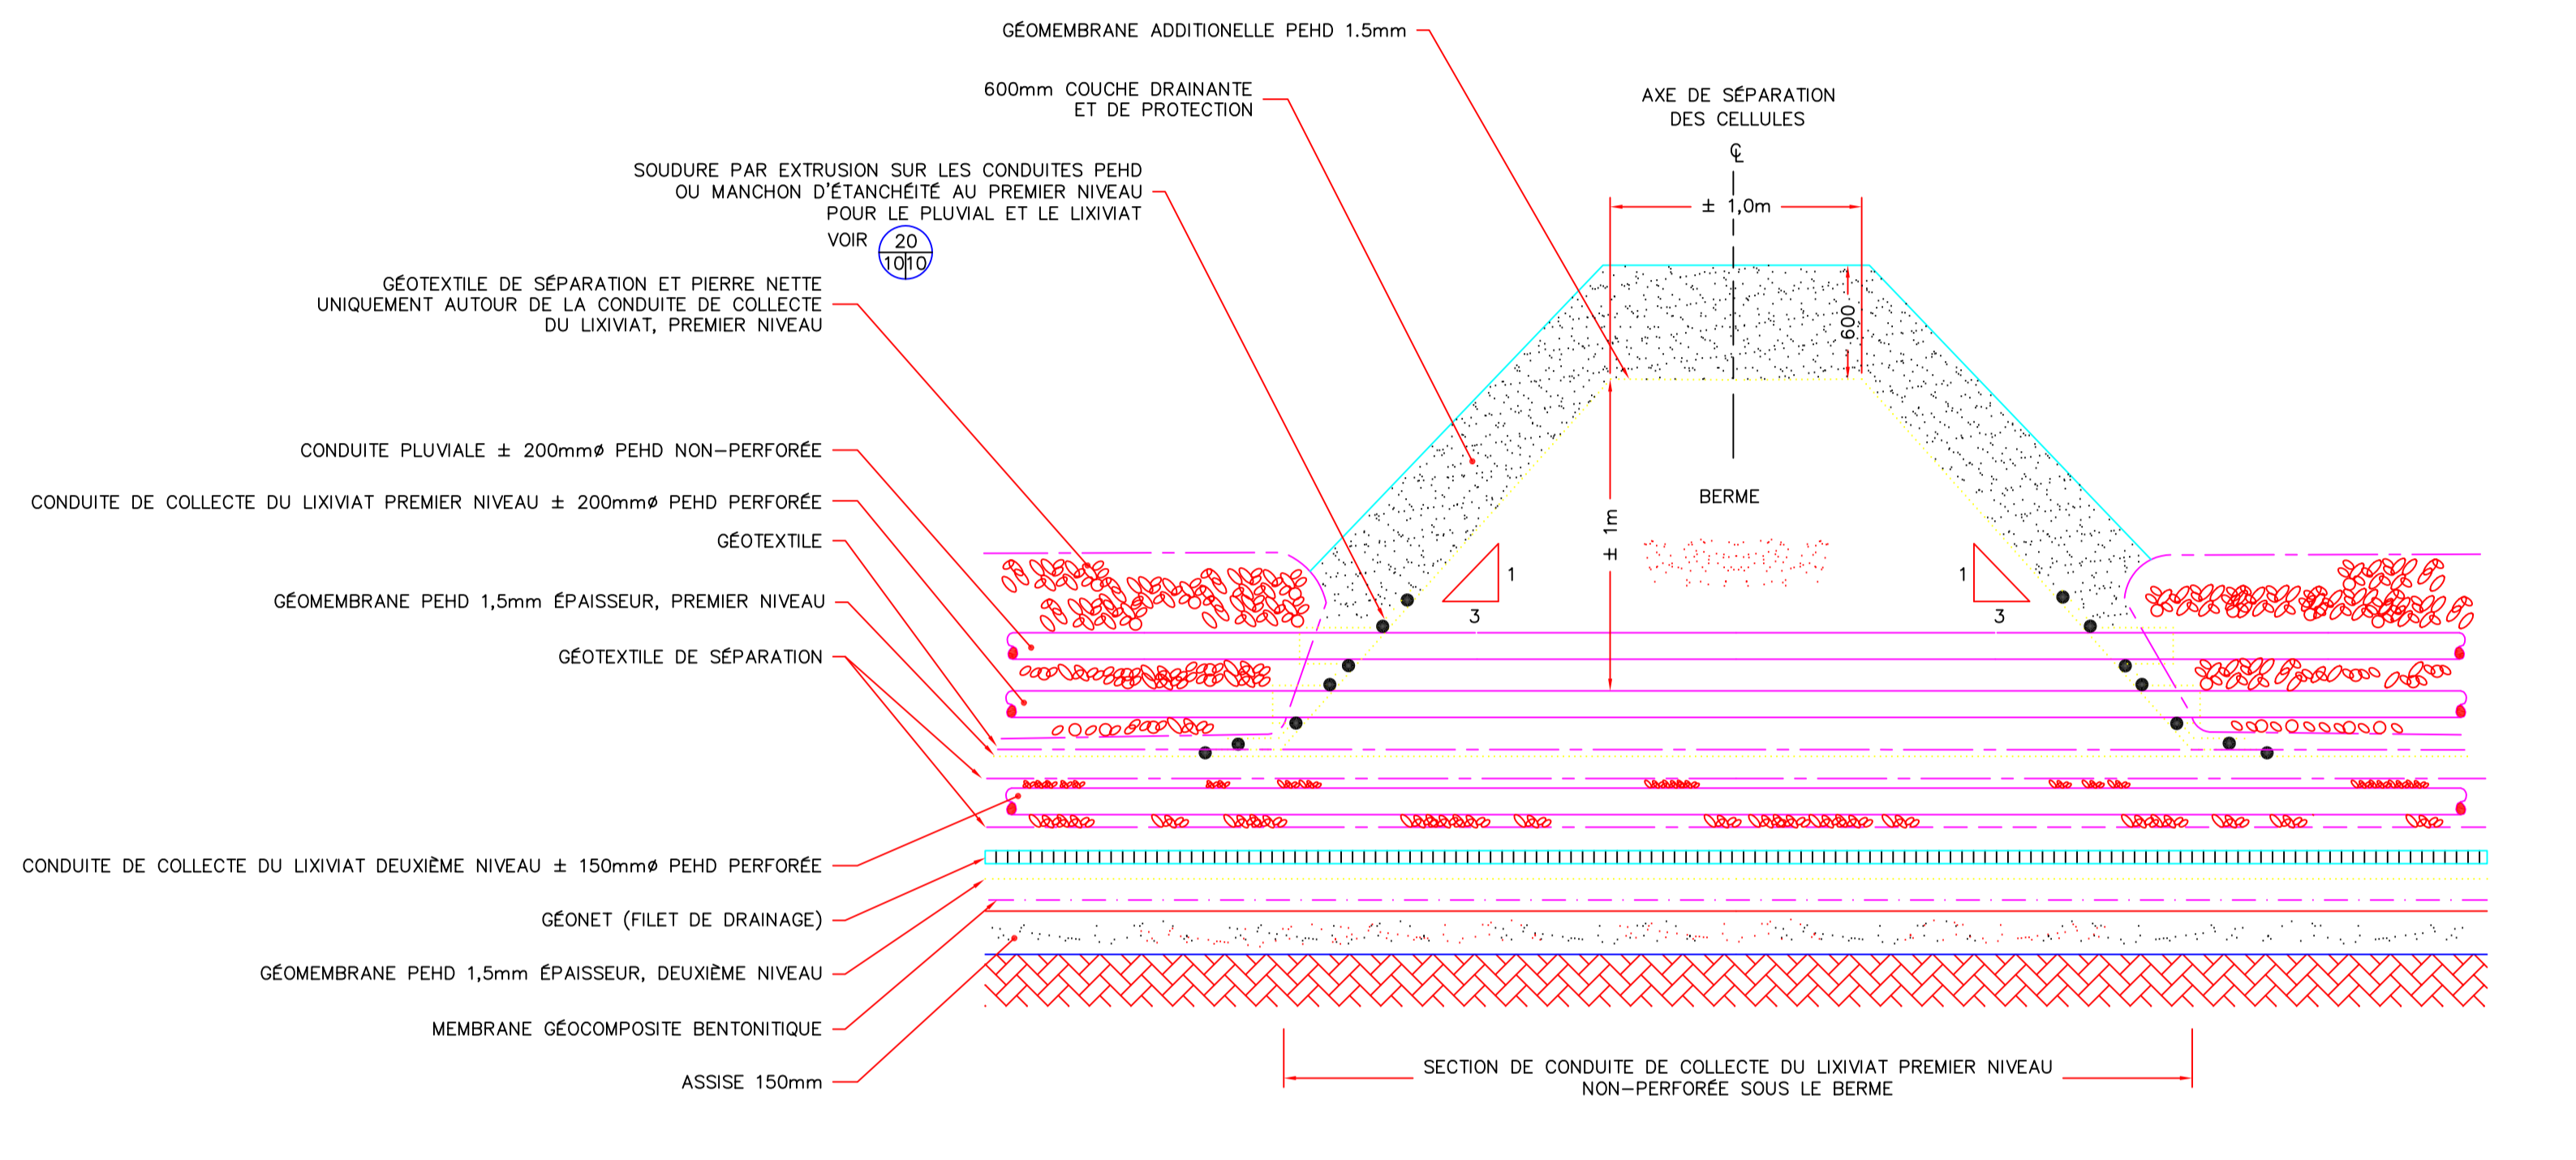 GÉOMEMBRANE ADDITIONELLE PEHD 1.5mm
600mm COUCHE DRAINANTE
ET DE PROTECTION
AXE DE SÉPARATION
DES CELLULES
℄
± 1,0m
SOUDURE PAR EXTRUSION SUR LES CONDUITES PEHD
OU MANCHON D'ÉTANCHÉITÉ AU PREMIER NIVEAU
POUR LE PLUVIAL ET LE LIXIVIAT
VOIR
20
10 10
GÉOTEXTILE DE SÉPARATION ET PIERRE NETTE
UNIQUEMENT AUTOUR DE LA CONDUITE DE COLLECTE
DU LIXIVIAT, PREMIER NIVEAU
600
CONDUITE PLUVIALE ± 200mmø PEHD NON-PERFORÉE
BERME
CONDUITE DE COLLECTE DU LIXIVIAT PREMIER NIVEAU ± 200mmø PEHD PERFORÉE
± 1m
GÉOTEXTILE
1
3
1
3
GÉOMEMBRANE PEHD 1,5mm ÉPAISSEUR, PREMIER NIVEAU
GÉOTEXTILE DE SÉPARATION
CONDUITE DE COLLECTE DU LIXIVIAT DEUXIÈME NIVEAU ± 150mmø PEHD PERFORÉE
GÉONET (FILET DE DRAINAGE)
GÉOMEMBRANE PEHD 1,5mm ÉPAISSEUR, DEUXIÈME NIVEAU
MEMBRANE GÉOCOMPOSITE BENTONITIQUE
ASSISE 150mm
SECTION DE CONDUITE DE COLLECTE DU LIXIVIAT PREMIER NIVEAU
NON-PERFORÉE SOUS LE BERME